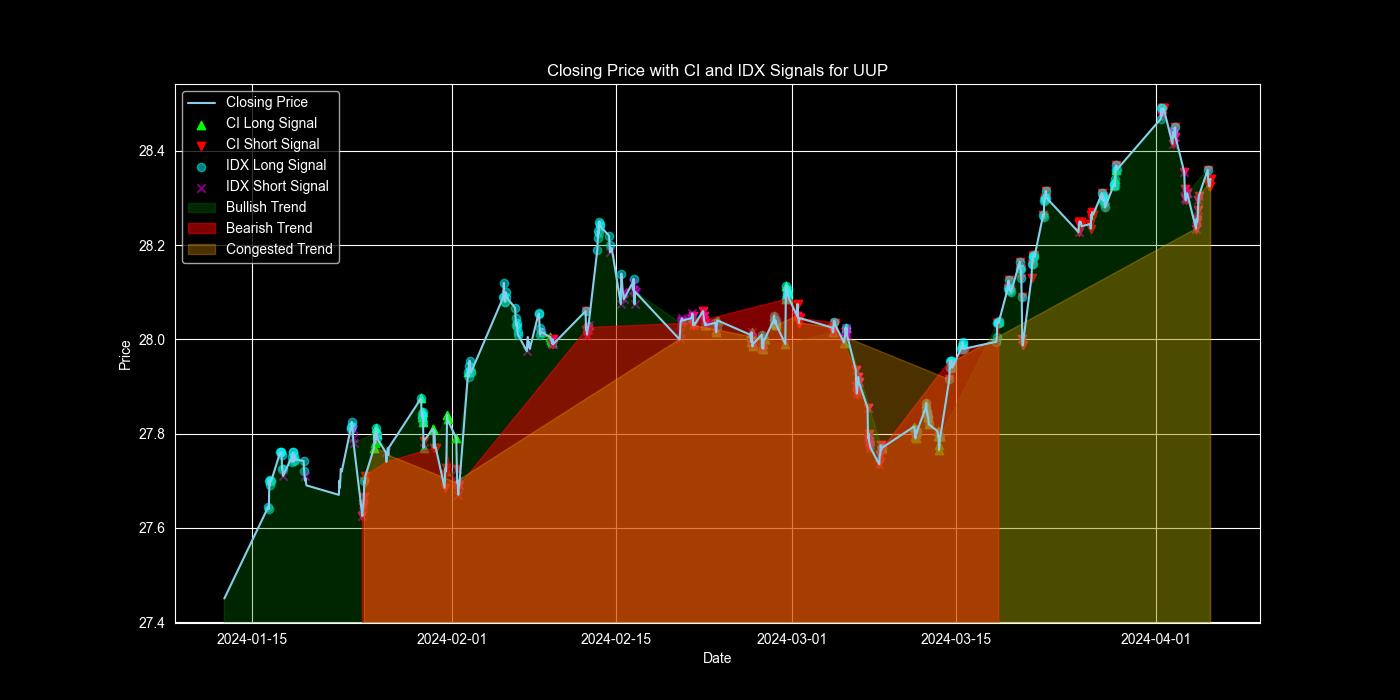 Closing Price with CI and IDX Signals for UUP
Closing Price
CI Long Signal
CI Short Signal
IDX Long Signal
IDX Short Signal
Bullish Trend
Bearish Trend
Congested Trend
28.4
28.2
28.0
27.8
27.6
27.4
Price
2024-01-15
2024-02-01
2024-02-15
2024-03-01
2024-03-15
2024-04-01
Date